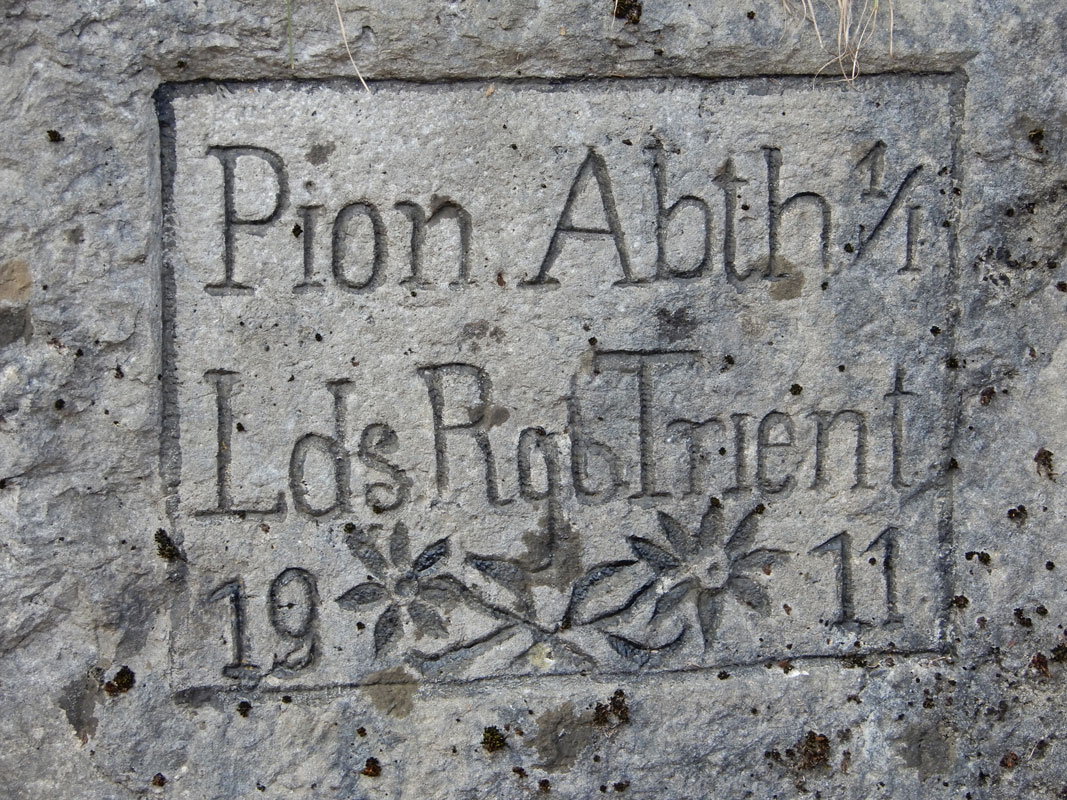 Pion. Abth 1/1
Lds Rgt Trient
19 11